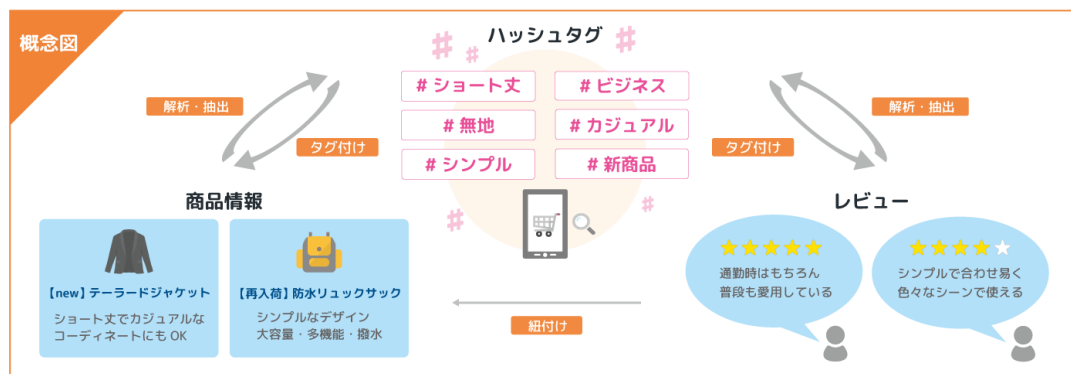 概念図
ハッシュタグ
# ショート丈
# ビジネス
# 無地
# カジュアル
# シンプル
# 新商品
解析・抽出
タグ付け
タグ付け
解析・抽出
商品情報
【new】テーラードジャケット
ショート丈でカジュアルな
コーディネートにも OK
【再入荷】防水リュックサック
シンプルなデザイン
大容量・多機能・撥水
紐付け
レビュー
通勤時はもちろん
普段も愛用している
シンプルで合わせ易く
色々なシーンで使える